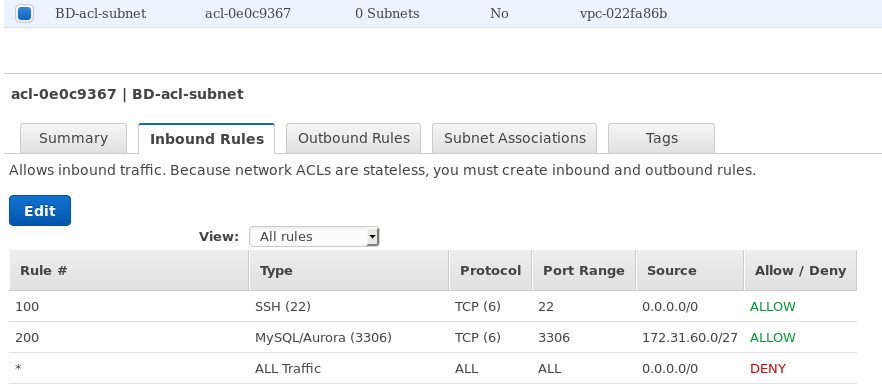 BD-acl-subnet acl-0e0c9367 0 Subnets No vpc-022fa86b
acl-0e0c9367 | BD-acl-subnet
Summary Inbound Rules Outbound Rules Subnet Associations Tags
Allows inbound traffic. Because network ACLs are stateless, you must create inbound and outbound rules.
Edit
View: All rules
Rule # Type Protocol Port Range Source Allow / Deny
100 SSH (22) TCP (6) 22 0.0.0.0/0 ALLOW
200 MySQL/Aurora (3306) TCP (6) 3306 172.31.60.0/27 ALLOW
* ALL Traffic ALL ALL 0.0.0.0/0 DENY